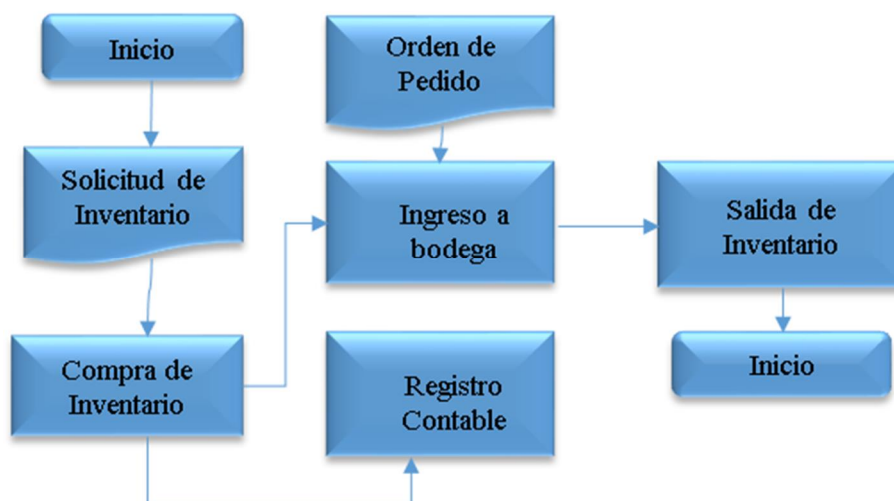 Inicio
Solicitud de
Inventario
Compra de
Inventario
Orden de
Pedido
Ingreso a
bodega
Registro
Contable
Salida de
Inventario
Inicio